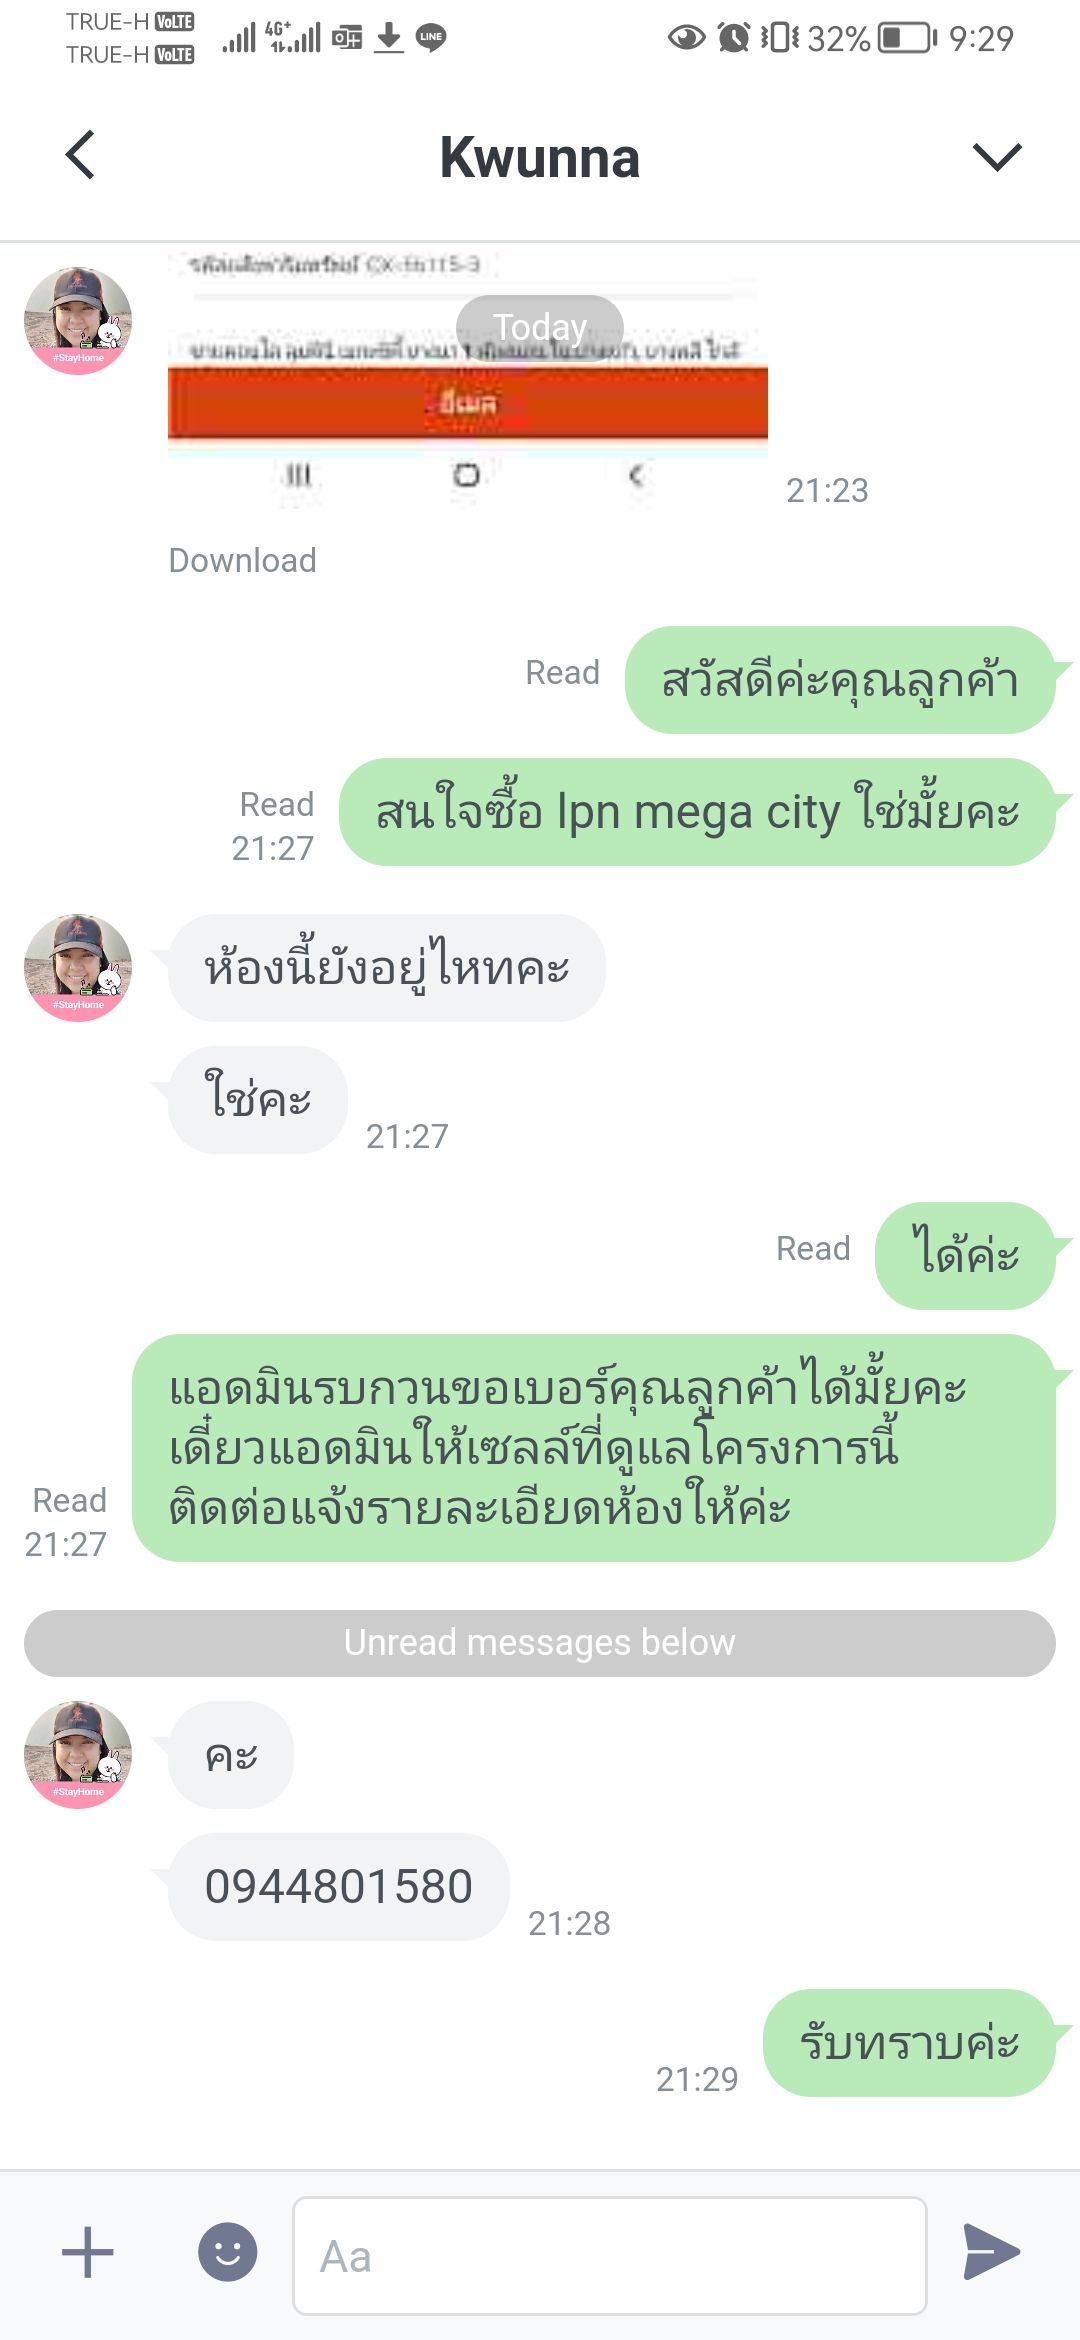 TRUE-H VoLTE
TRUE-H VoLTE
4G+
LINE
32%
9:29
Kwunna
Today
#StayHome
อีเมล
21:23
Download
Read
สวัสดีค่ะคุณลูกค้า
สนใจซื้อ lpn mega city ใช่มั้ยคะ
Read
21:27
ห้องนี้ยังอยู่ไหทคะ
#StayHome
ใช่คะ
21:27
Read
ได้ค่ะ
แอดมินรบกวนขอเบอร์คุณลูกค้าได้มั้ยคะ
เดี๋ยวแอดมินให้เซลล์ที่ดูแลโครงการนี้
ติดต่อแจ้งรายละเอียดห้องให้ค่ะ
Read
21:27
Unread messages below
คะ
#StayHome
0944801580
21:28
รับทราบค่ะ
21:29
Aa